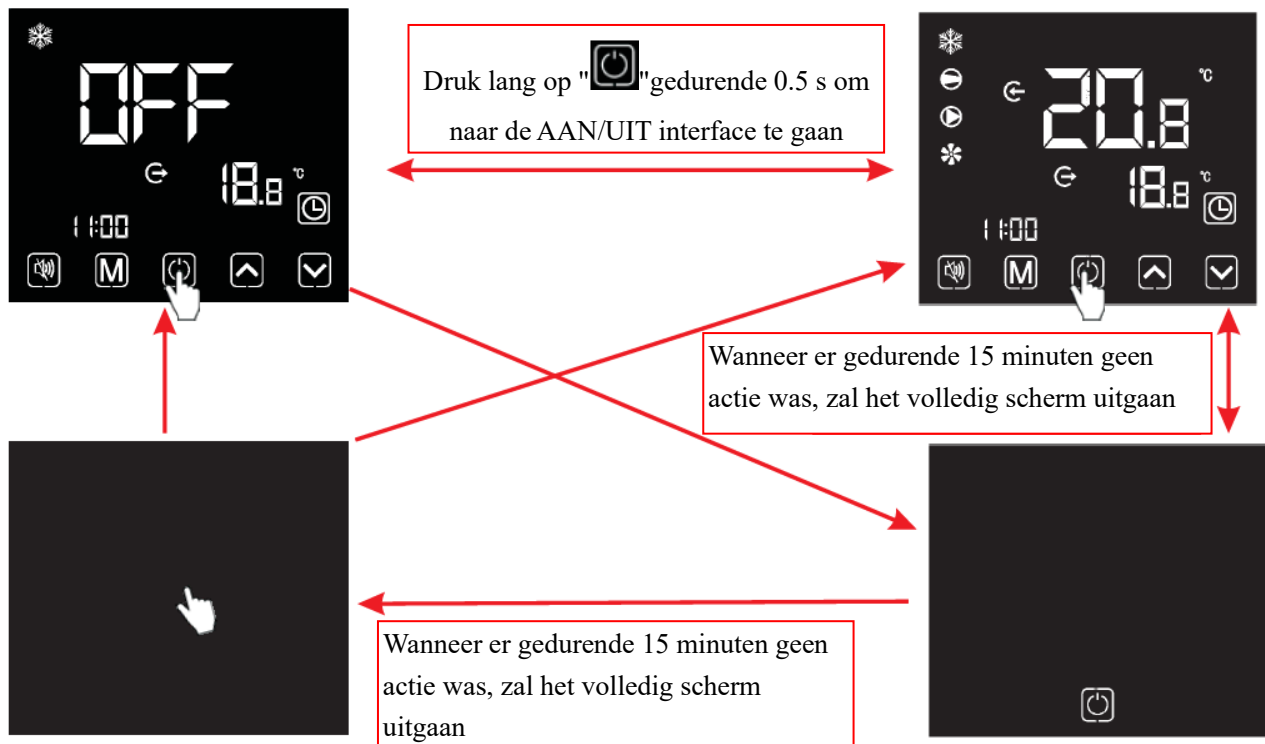 OFF
18.8 °C
11:00
M
Druk lang op " "gedurende 0.5 s om
naar de AAN/UIT interface te gaan
20.8 °C
18.8 °C
11:00
M
Wanneer er gedurende 15 minuten geen
actie was, zal het volledig scherm uitgaan
Wanneer er gedurende 15 minuten geen
actie was, zal het volledig scherm
uitgaan